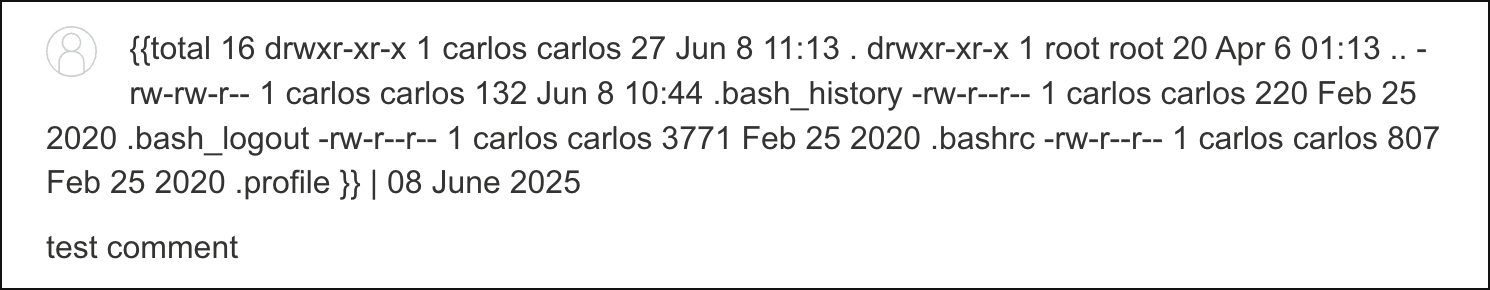 {{total 16 drwxr-xr-x 1 carlos carlos 27 Jun 8 11:13 . drwxr-xr-x 1 root root 20 Apr 6 01:13 .. -
rw-rw-r-- 1 carlos carlos 132 Jun 8 10:44 .bash_history -rw-r--r-- 1 carlos carlos 220 Feb 25
2020 .bash_logout -rw-r--r-- 1 carlos carlos 3771 Feb 25 2020 .bashrc -rw-r--r-- 1 carlos carlos 807
Feb 25 2020 .profile }} | 08 June 2025
test comment